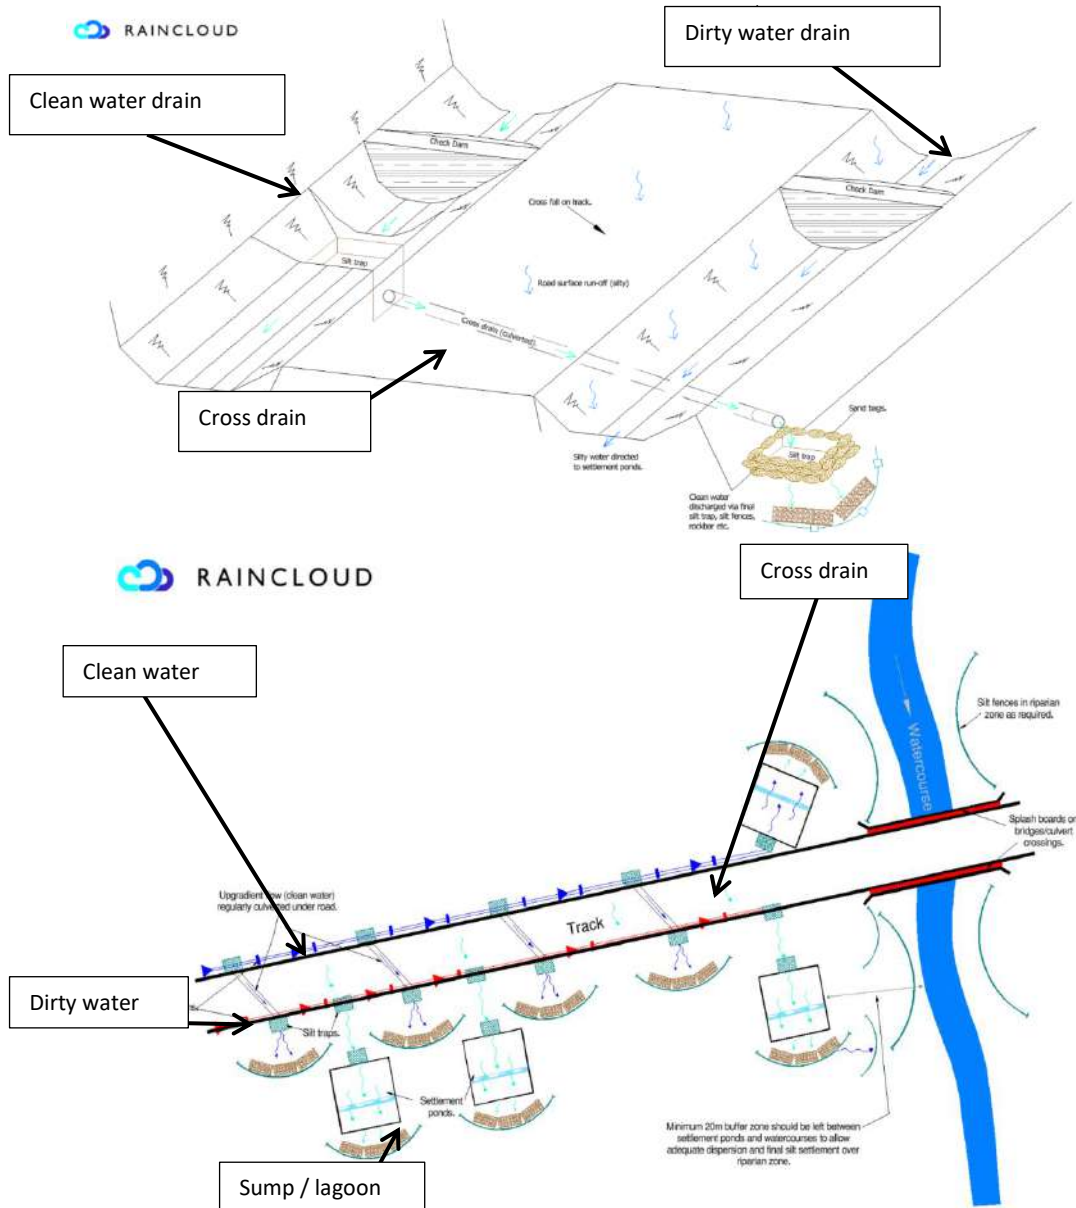 RAINCLOUD
Dirty water drain
Clean water drain
Check Dam
Check Dam
Cross fall on track.
Silt trap
Road surface run-off (silty)
Cross drain (culverted)
Cross drain
Sand bags.
Silty water directed
to settlement ponds.
Silt trap
Clean water
discharged via final
silt trap, silt fences,
rockber etc.
RAINCLOUD
Cross drain
Clean water
Silt fences in riparian
zone as required.
Watercourse
Splash boards on
bridges/culvert
crossings.
Upgradient flow (clean water)
regularly culverted under road.
Track
Dirty water
Silt traps.
Settlement
ponds.
Minimum 20m buffer zone should be left between
settlement ponds and watercourses to allow
adequate dispersion and final silt settlement over
riparian zone.
Sump / lagoon